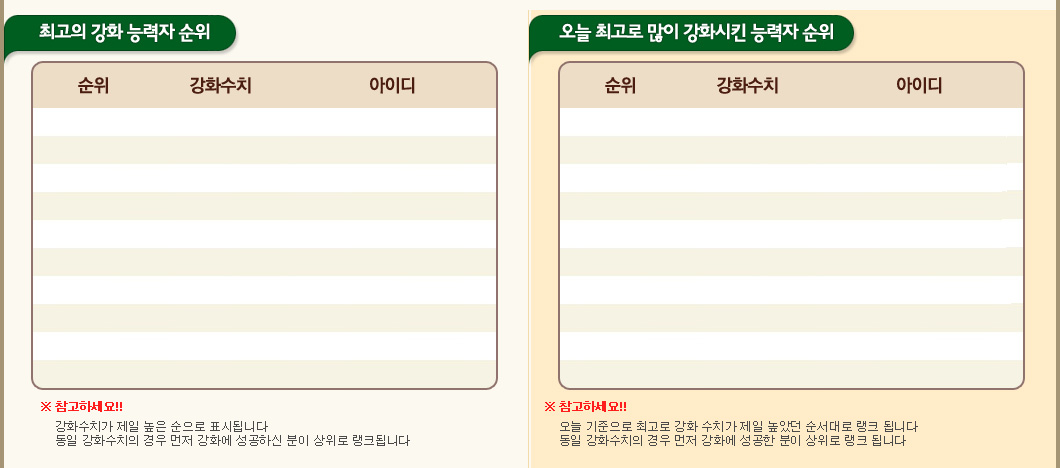 최고의 강화 능력자 순위
순위 강화수치 아이디
※ 참고하세요!!
강화수치가 제일 높은 순으로 표시됩니다
동일 강화수치의 경우 먼저 강화에 성공하신 분이 상위로 랭크됩니다
오늘 최고로 많이 강화시킨 능력자 순위
순위 강화수치 아이디
※ 참고하세요!!
오늘 기준으로 최고로 강화 수치가 제일 높았던 순서대로 랭크 됩니다
동일 강화수치의 경우 먼저 강화에 성공한 분이 상위로 랭크 됩니다